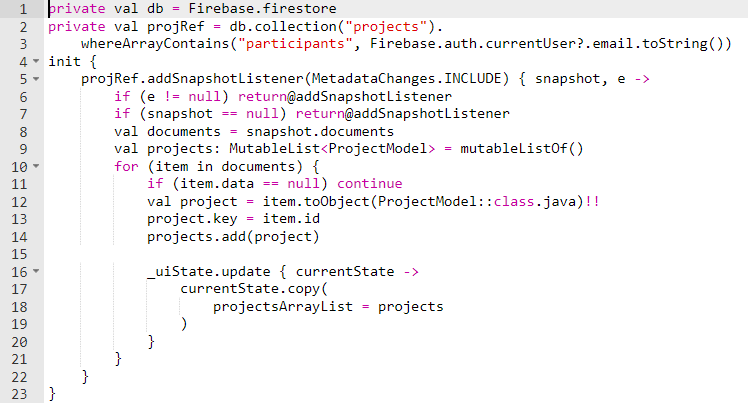 1 private val db = Firebase.firestore
2 private val projRef = db.collection("projects").
3     whereArrayContains("participants", Firebase.auth.currentUser?.email.toString())
4 init {
5     projRef.addSnapshotListener(MetadataChanges.INCLUDE) { snapshot, e ->
6         if (e != null) return@addSnapshotListener
7         if (snapshot == null) return@addSnapshotListener
8         val documents = snapshot.documents
9         val projects: MutableList<ProjectModel> = mutableListOf()
10         for (item in documents) {
11             if (item.data == null) continue
12             val project = item.toObject(ProjectModel::class.java)!!
13             project.key = item.id
14             projects.add(project)
15
16             _uiState.update { currentState ->
17                 currentState.copy(
18                     projectsArrayList = projects
19                 )
20             }
21         }
22     }
23 }